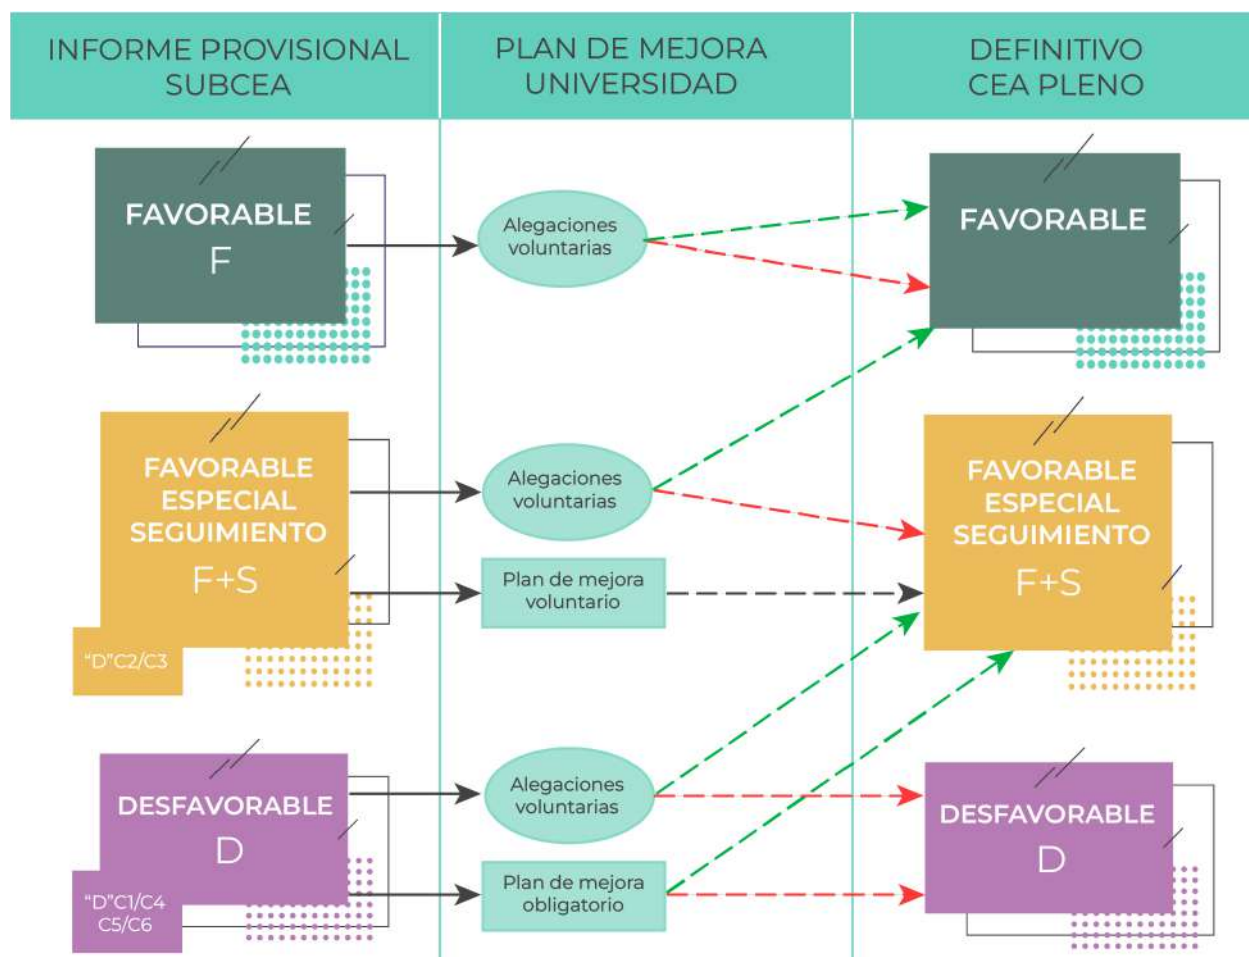 INFORME PROVISIONAL
SUBCEA
PLAN DE MEJORA
UNIVERSIDAD
DEFINITIVO
CEA PLENO
FAVORABLE
F
Alegaciones
voluntarias
FAVORABLE
FAVORABLE
ESPECIAL
SEGUIMIENTO
F+S
"D"C2/C3
Alegaciones
voluntarias
Plan de mejora
voluntario
FAVORABLE
ESPECIAL
SEGUIMIENTO
F+S
DESFAVORABLE
D
"D"C1/C4
C5/C6
Alegaciones
voluntarias
Plan de mejora
obligatorio
DESFAVORABLE
D